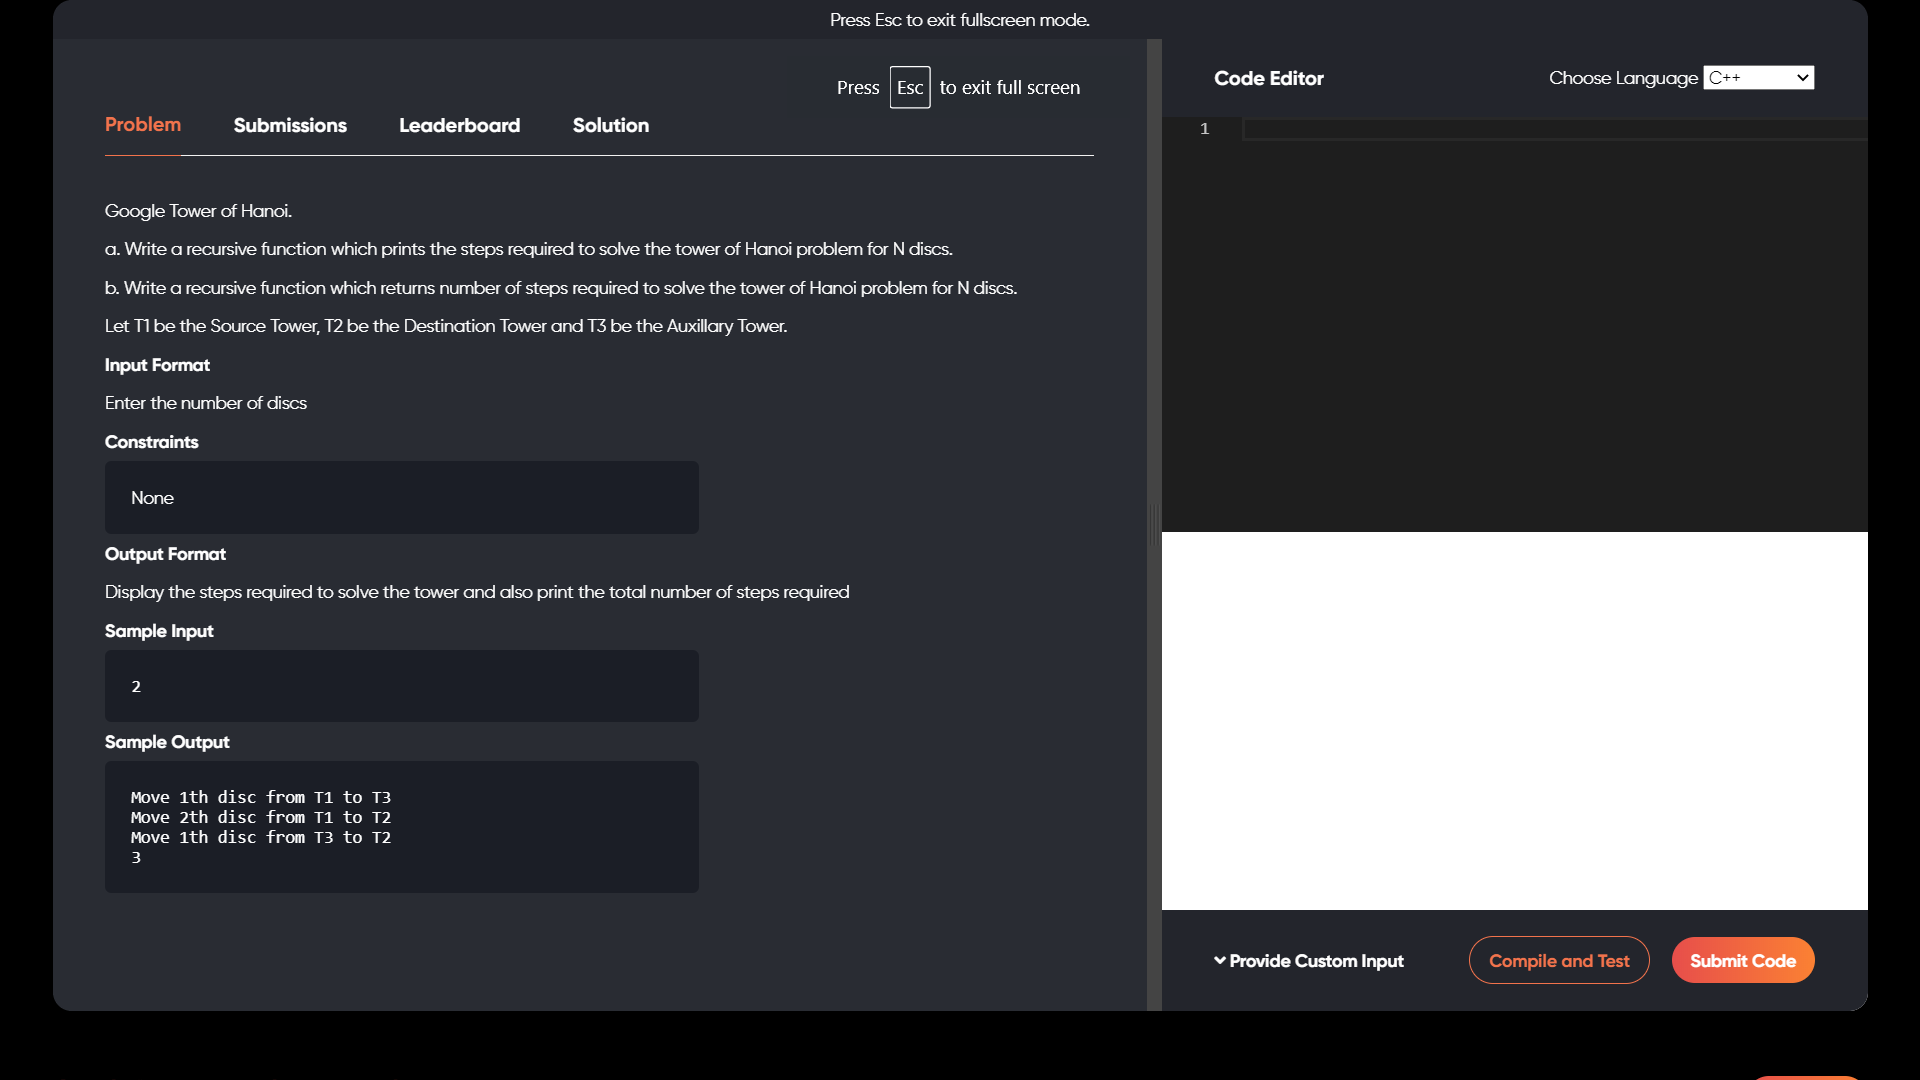 Press Esc to exit fullscreen mode.
Press Esc to exit full screen
Problem Submissions Leaderboard Solution
Google Tower of Hanoi.
a. Write a recursive function which prints the steps required to solve the tower of Hanoi problem for N discs.
b. Write a recursive function which returns number of steps required to solve the tower of Hanoi problem for N discs.
Let T1 be the Source Tower, T2 be the Destination Tower and T3 be the Auxillary Tower.
Input Format
Enter the number of discs
Constraints
None
Output Format
Display the steps required to solve the tower and also print the total number of steps required
Sample Input
2
Sample Output
Move 1th disc from T1 to T3
Move 2th disc from T1 to T2
Move 1th disc from T3 to T2
3
Code Editor
Choose Language C++
1
Provide Custom Input
Compile and Test
Submit Code